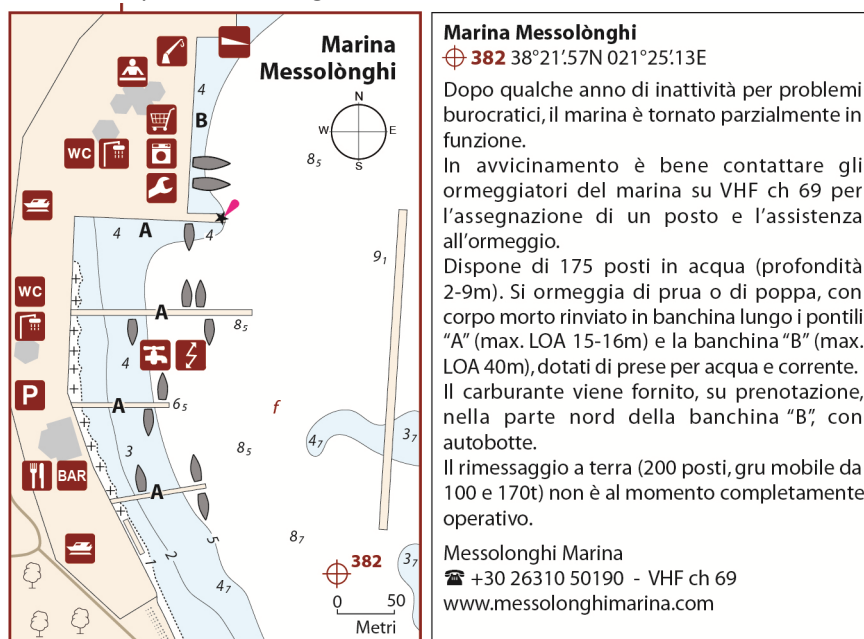 Marina
Messolònghi
N
W
E
S
4
B
8₅
WC
4
A
4
9₁
WC
A
8₅
4
P
A
6₅
f
4₇
3₇
8₅
3
BAR
A
5
8₇
1
2
4₇
382
3₇
0 50
Metri
Marina Messolònghi
382 38°21'.57N 021°25'.13E
Dopo qualche anno di inattività per problemi
burocratici, il marina è tornato parzialmente in
funzione.
In avvicinamento è bene contattare gli
ormeggiatori del marina su VHF ch 69 per
l’assegnazione di un posto e l’assistenza
all’ormeggio.
Dispone di 175 posti in acqua (profondità
2-9m). Si ormeggia di prua o di poppa, con
corpo morto rinviato in banchina lungo i pontili
“A” (max. LOA 15-16m) e la banchina “B” (max.
LOA 40m), dotati di prese per acqua e corrente.
Il carburante viene fornito, su prenotazione,
nella parte nord della banchina “B”, con
autobotte.
Il rimessaggio a terra (200 posti, gru mobile da
100 e 170t) non è al momento completamente
operativo.
Messolonghi Marina
☎ +30 26310 50190 - VHF ch 69
www.messolonghimarina.com